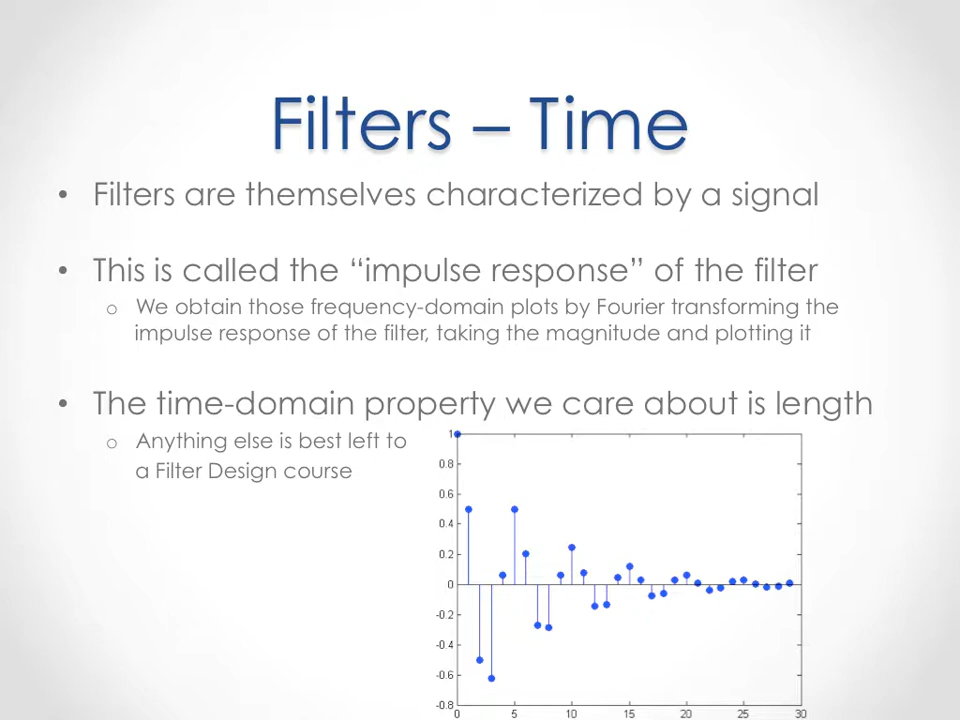 Filters – Time
• Filters are themselves characterized by a signal
• This is called the “impulse response” of the filter
o We obtain those frequency-domain plots by Fourier transforming the
impulse response of the filter, taking the magnitude and plotting it
• The time-domain property we care about is length
o Anything else is best left to
a Filter Design course
1
0.8
0.6
0.4
0.2
0
-0.2
-0.4
-0.6
-0.8
0 5 10 15 20 25 30